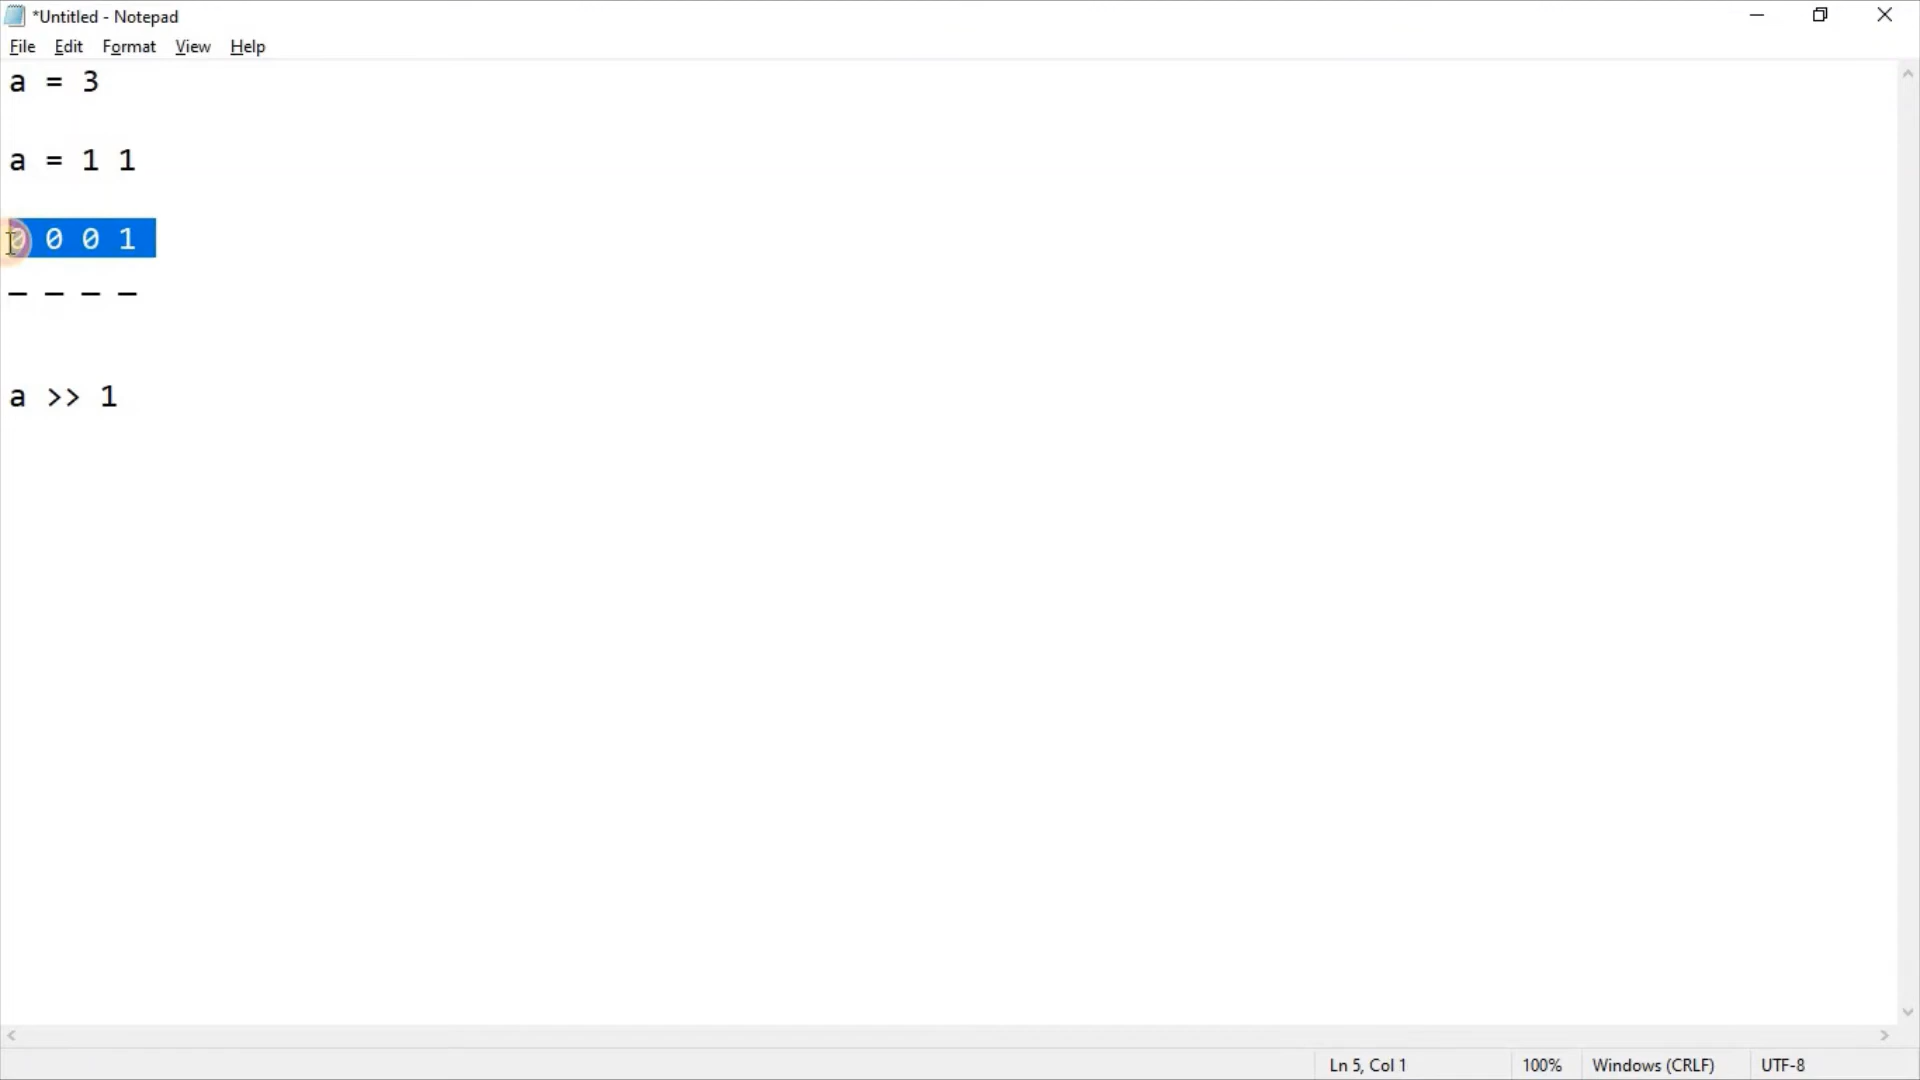 *Untitled - Notepad
File Edit Format View Help
a = 3
a = 1 1
0 0 0 1
_ _ _ _
a >> 1
Ln 5, Col 1 100% Windows (CRLF) UTF-8